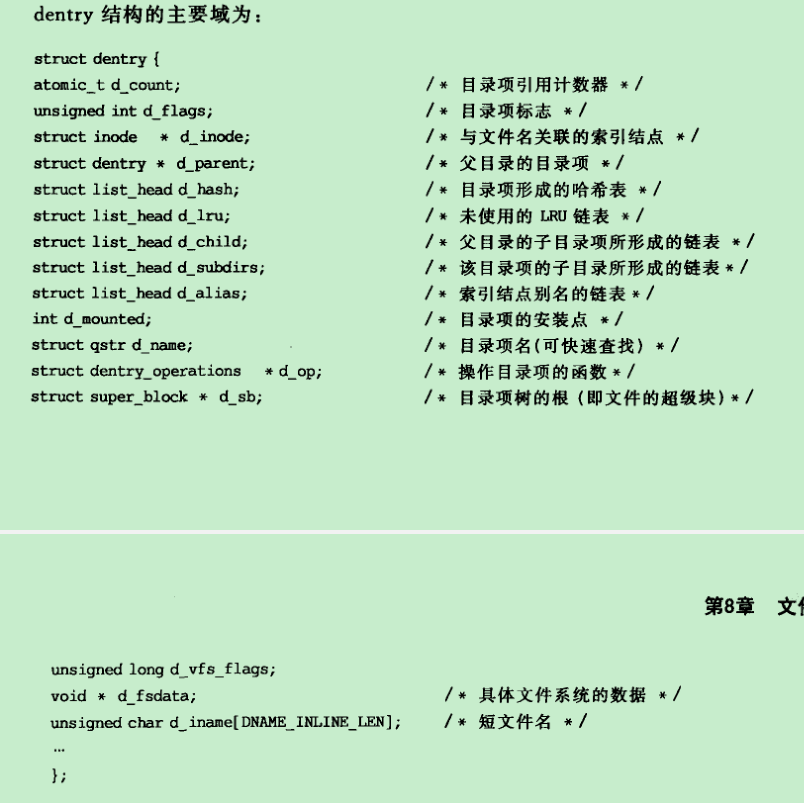 dentry 结构的主要域为：
struct dentry {
atomic_t d_count; /* 目录项引用计数器 */
unsigned int d_flags; /* 目录项标志 */
struct inode * d_inode; /* 与文件名关联的索引结点 */
struct dentry * d_parent; /* 父目录的目录项 */
struct list_head d_hash; /* 目录项形成的哈希表 */
struct list_head d_lru; /* 未使用的 LRU 链表 */
struct list_head d_child; /* 父目录的子目录项所形成的链表 */
struct list_head d_subdirs; /* 该目录项的子目录所形成的链表*/
struct list_head d_alias; /* 索引结点别名的链表*/
int d_mounted; /* 目录项的安装点 */
struct qstr d_name; /* 目录项名(可快速查找) */
struct dentry_operations *d_op; /* 操作目录项的函数*/
struct super_block * d_sb; /* 目录项树的根 (即文件的超级块)*/
第8章 文件
unsigned long d_vfs_flags;
void * d_fsdata; /* 具体文件系统的数据 */
unsigned char d_iname[DNAME_INLINE_LEN]; /* 短文件名 */
…
};